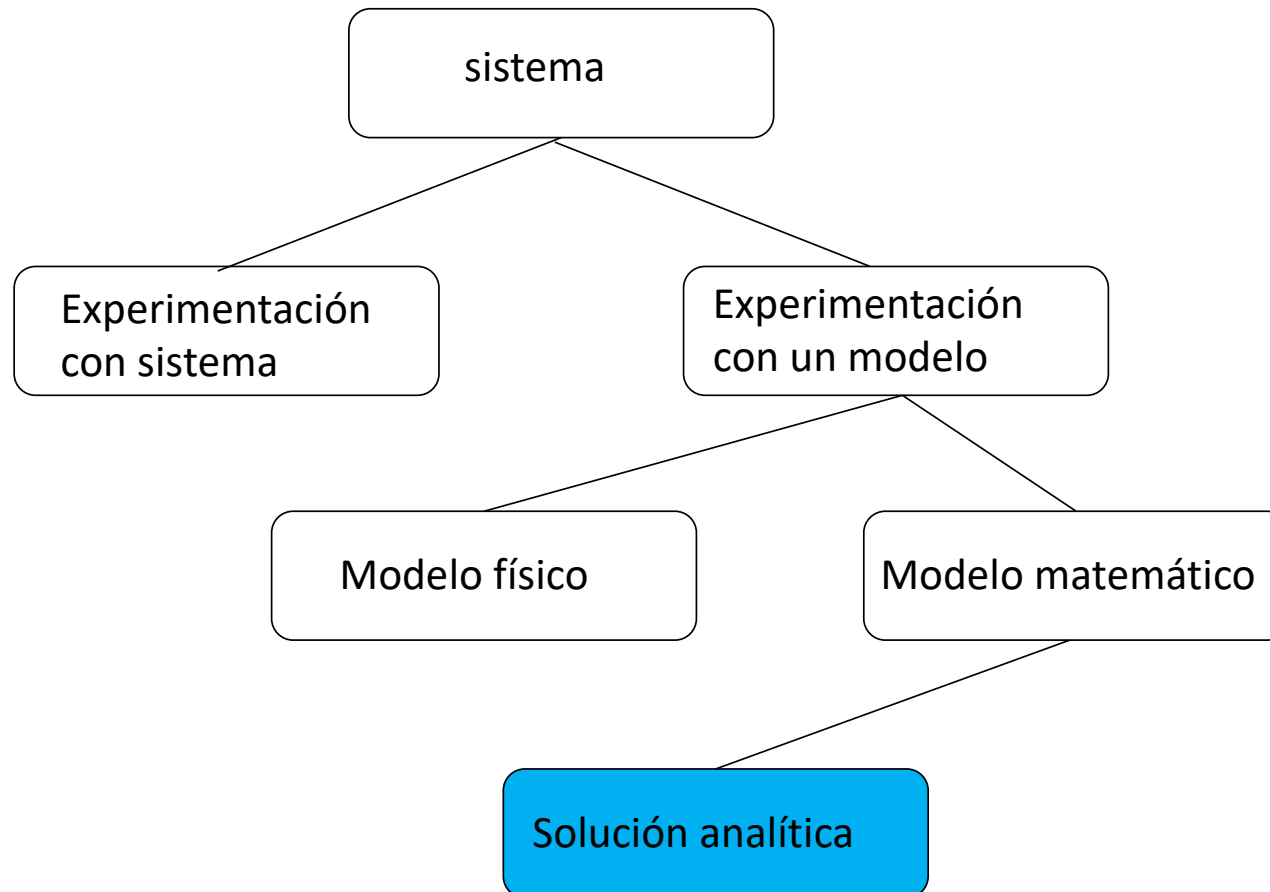 sistema
Experimentación
con sistema
Experimentación
con un modelo
Modelo físico
Modelo matemático
Solución analítica